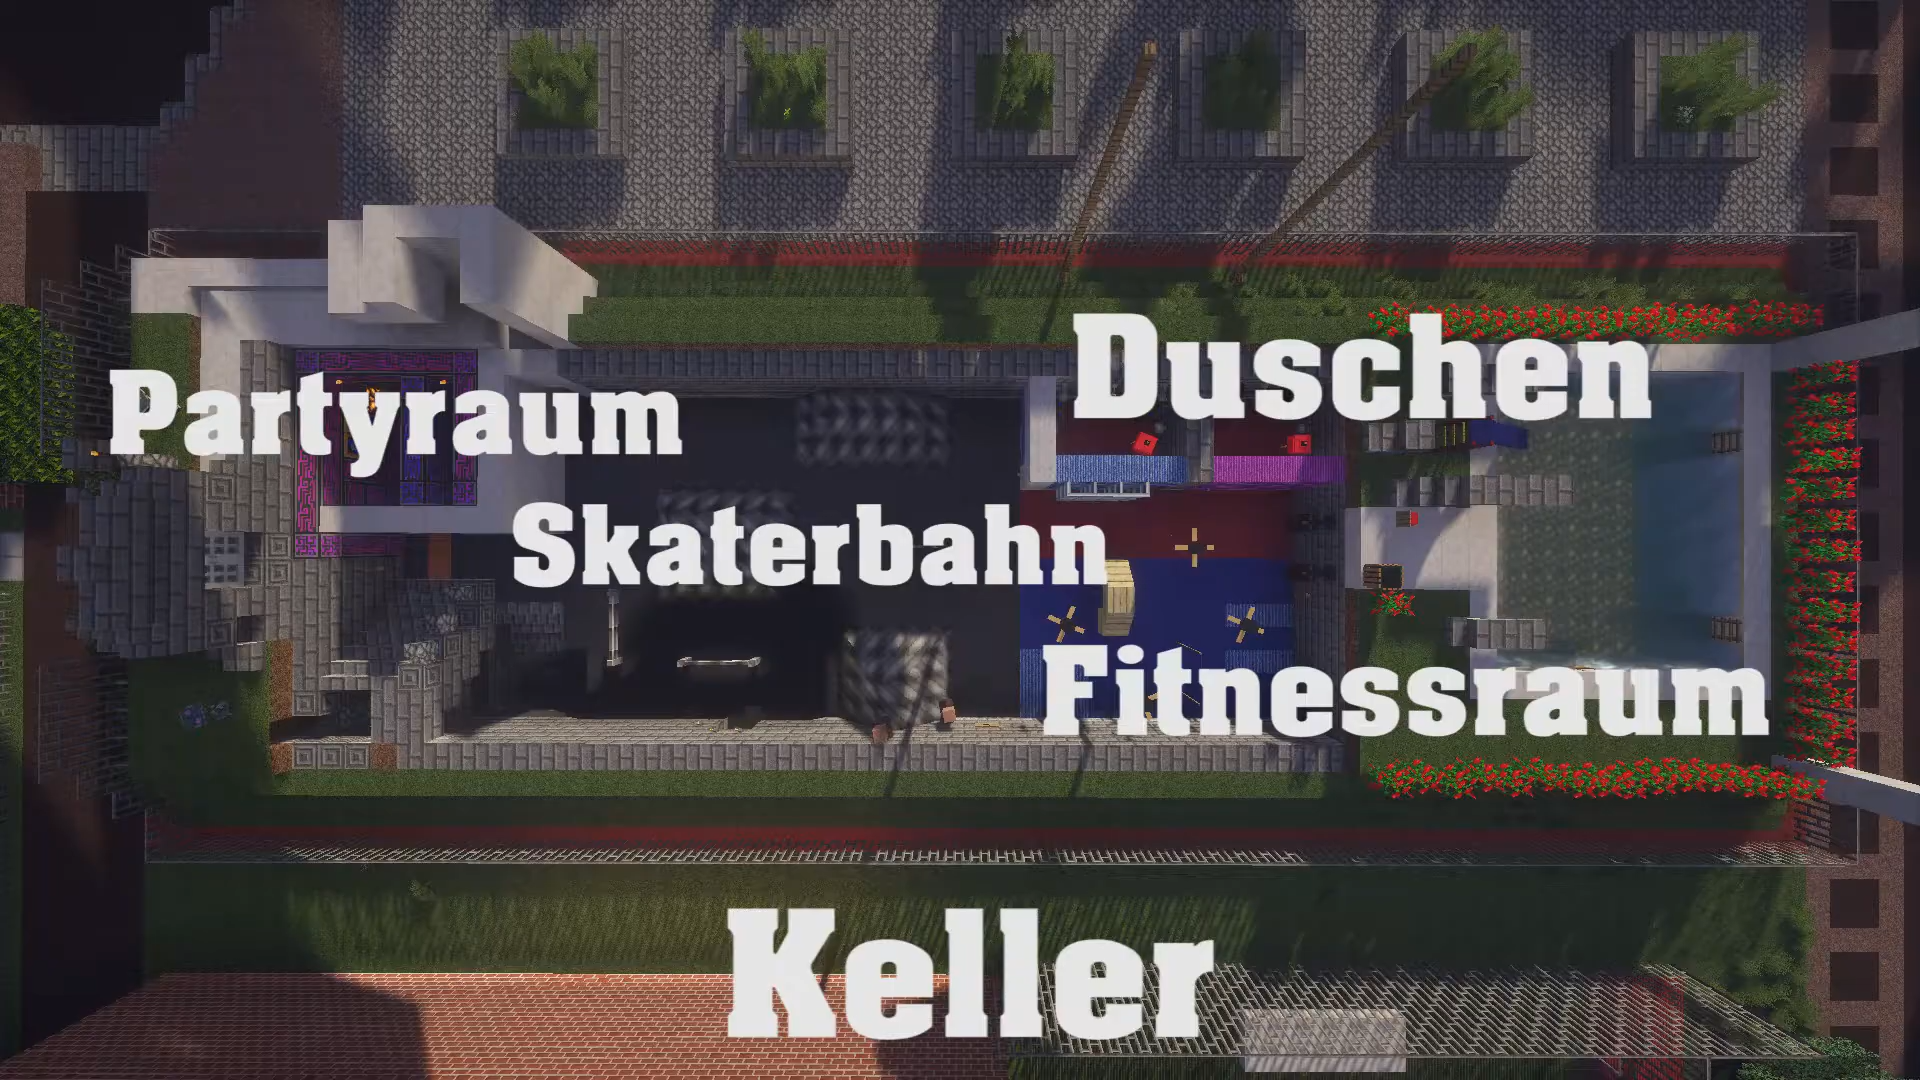 Duschen
Partyraum
Skaterbahn
Fitnessraum
Keller